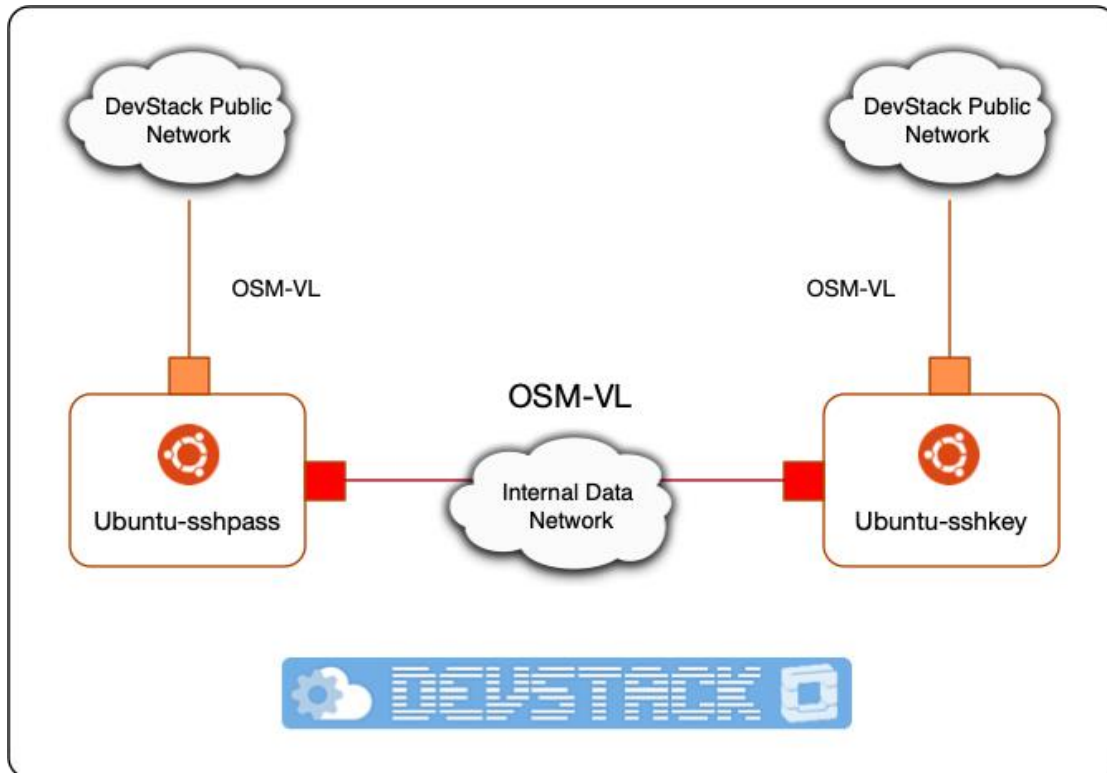 DevStack Public
Network
DevStack Public
Network
OSM-VL
OSM-VL
OSM-VL
Internal Data
Network
Ubuntu-sshpass
Ubuntu-sshkey
DEVSTACK